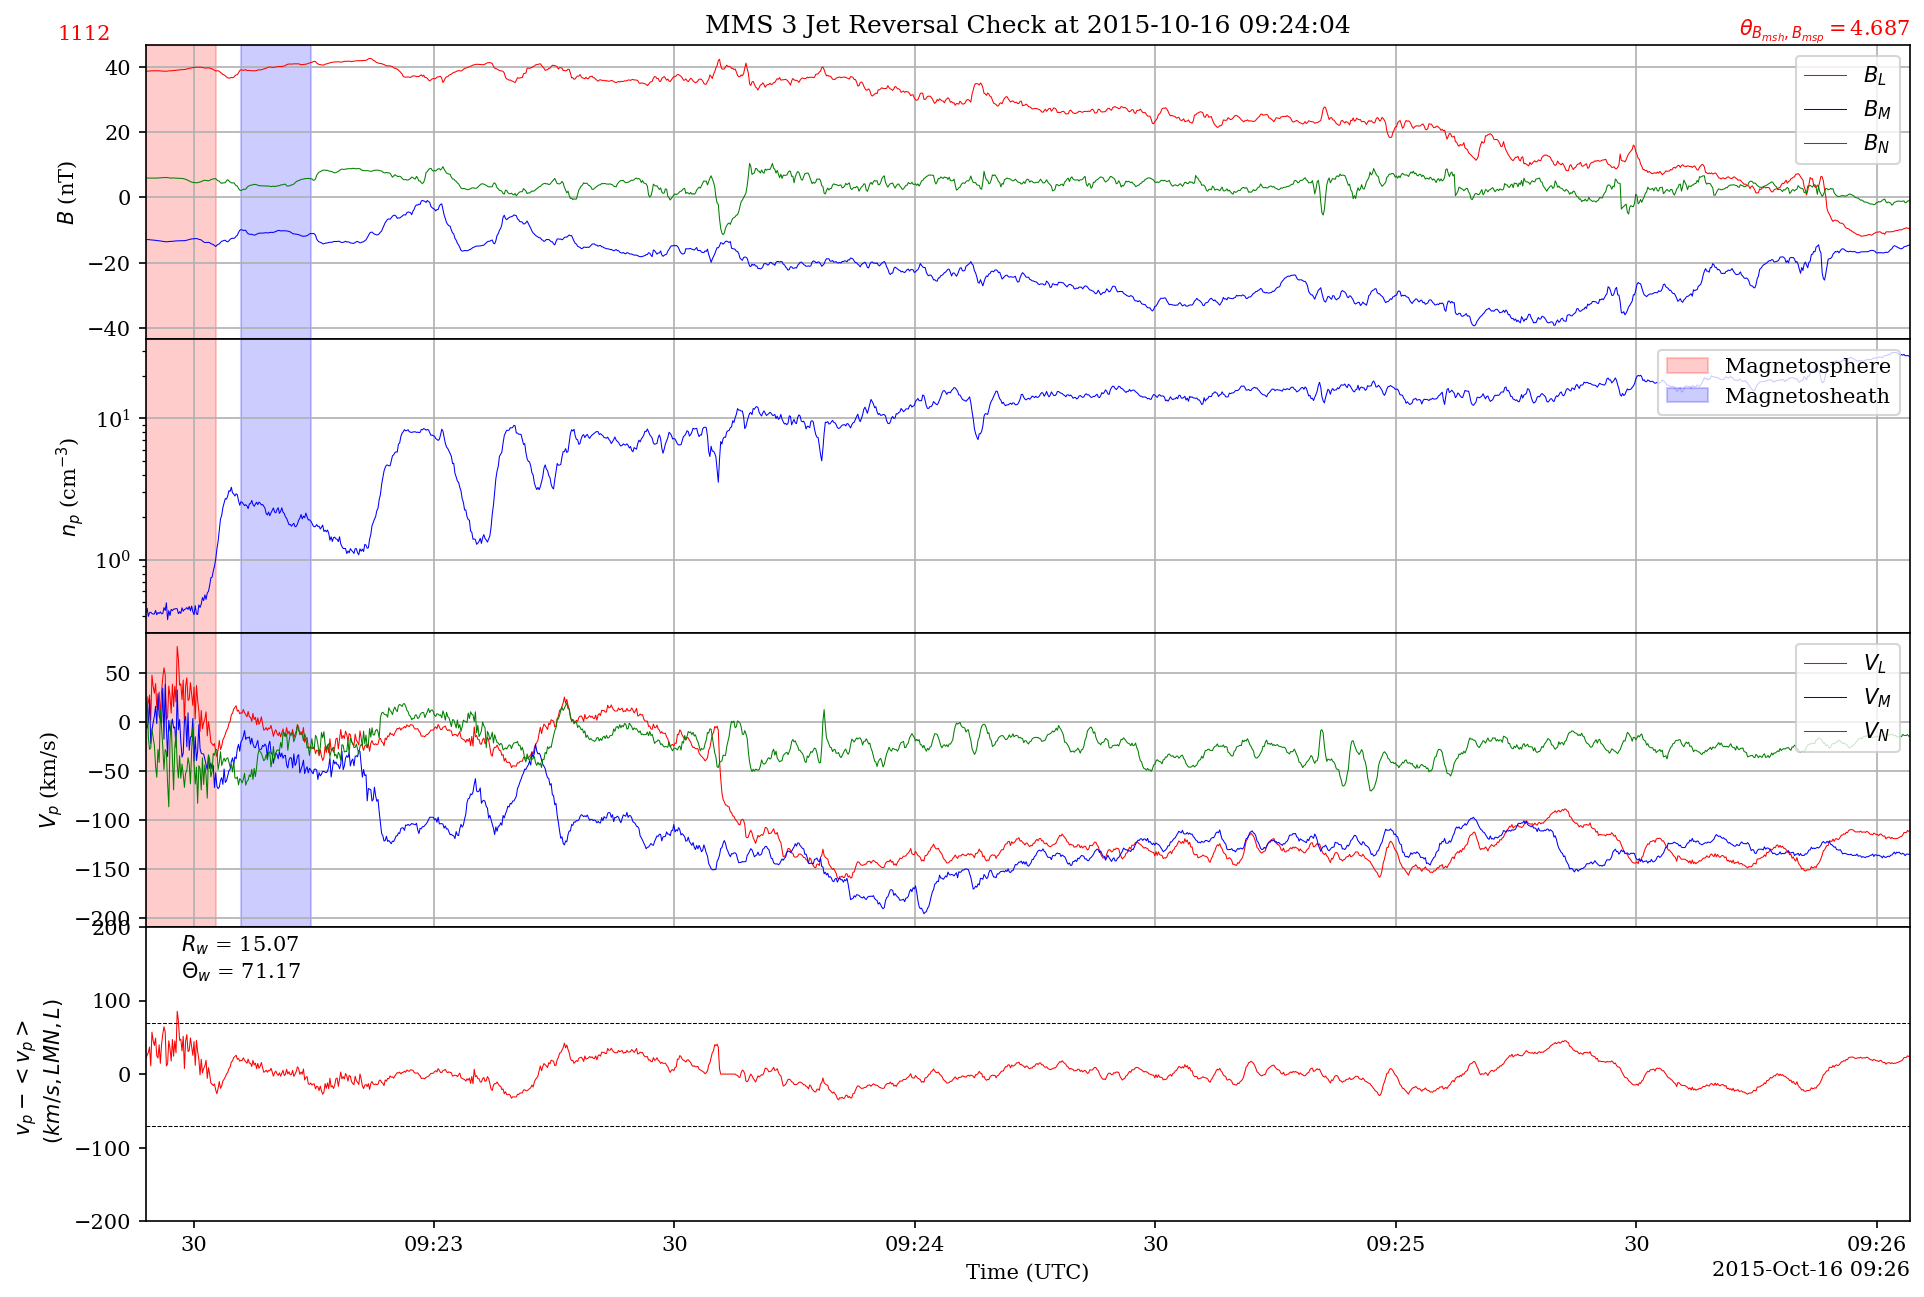 1112
MMS 3 Jet Reversal Check at 2015-10-16 09:24:04
θ_{B_{msh}, B_{msp}} = 4.687
B (nT)
40
20
0
−20
−40
B_L
B_M
B_N
n_p (cm^{−3})
10^1
10^0
Magnetosphere
Magnetosheath
V_p (km/s)
50
0
−50
−100
−150
−200
V_L
V_M
V_N
v_p − < v_p >
(km/s, LMN, L)
200
100
0
−100
−200
R_w = 15.07
Θ_w = 71.17
30 09:23 30 09:24 30 09:25 30 09:26
Time (UTC)
2015-Oct-16 09:26